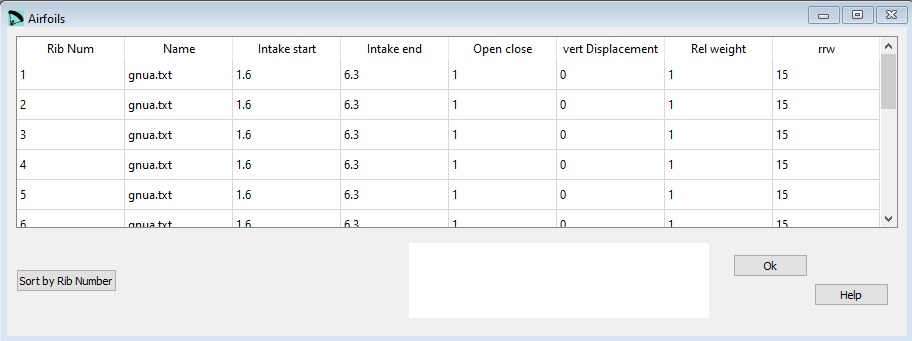 Airfoils
Rib Num Name Intake start Intake end Open close vert Displacement Rel weight rrw
1 gnua.txt 1.6 6.3 1 0 1 15
2 gnua.txt 1.6 6.3 1 0 1 15
3 gnua.txt 1.6 6.3 1 0 1 15
4 gnua.txt 1.6 6.3 1 0 1 15
5 gnua.txt 1.6 6.3 1 0 1 15
6 gnua.txt 1.6 6.3 1 0 1 15
Ok
Sort by Rib Number
Help